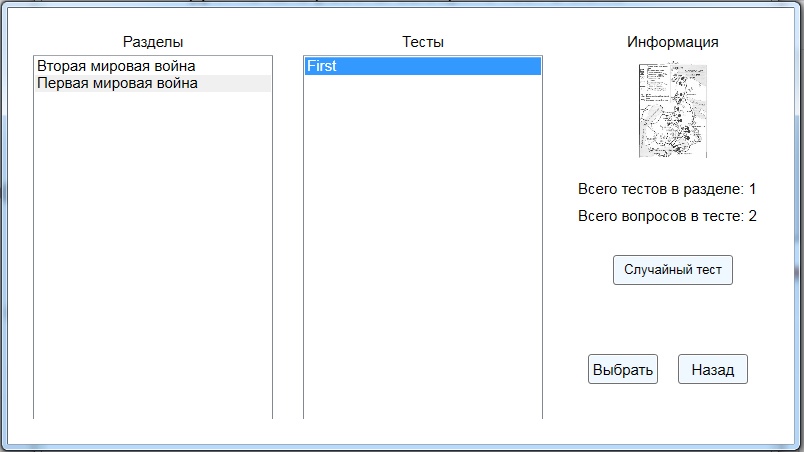 Разделы
Вторая мировая война
Первая мировая война
Тесты
First
Информация
Всего тестов в разделе: 1
Всего вопросов в тесте: 2
Случайный тест
Выбрать
Назад